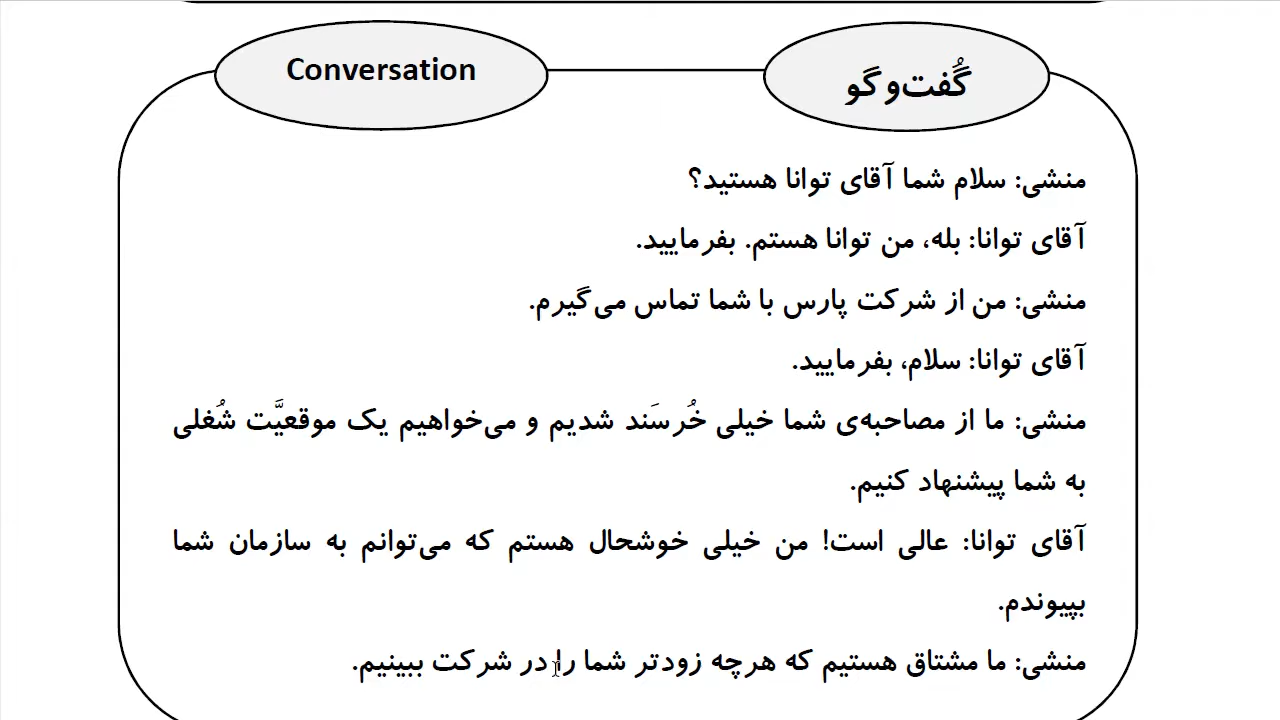 Conversation
گُفت‌وگو
منشی: سلام شما آقای توانا هستید؟
آقای توانا: بله، من توانا هستم. بفرمایید.
منشی: من از شرکت پارس با شما تماس می‌گیرم.
آقای توانا: سلام، بفرمایید.
منشی: ما از مصاحبه‌ی شما خیلی خُرسَند شدیم و می‌خواهیم یک موقعیَّت شُغلی
به شما پیشنهاد کنیم.
آقای توانا: عالی است! من خیلی خوشحال هستم که می‌توانم به سازمان شما
بپیوندم.
منشی: ما مشتاق هستیم که هرچه زودتر شما را در شرکت ببینیم.